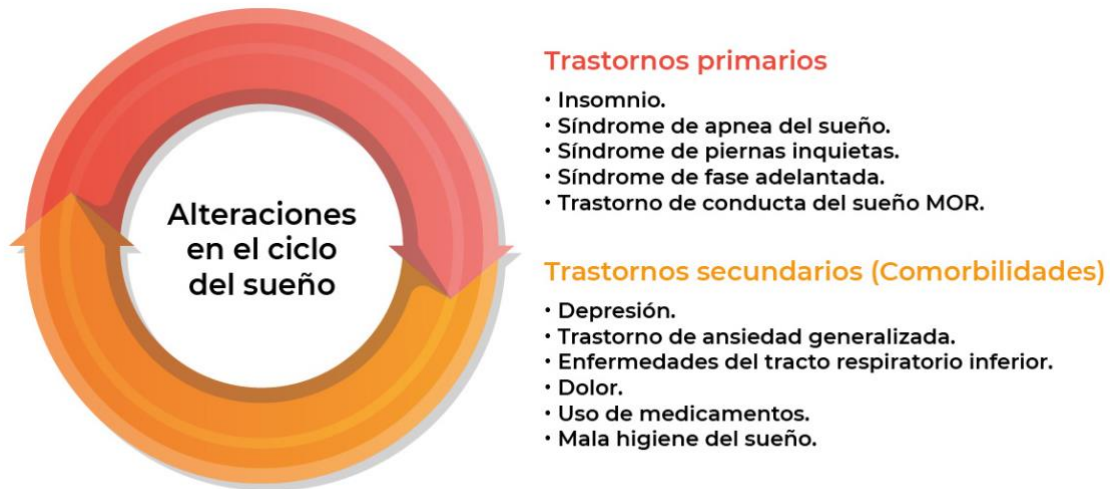 Alteraciones
en el ciclo
del sueño
Trastornos primarios
• Insomnio.
• Síndrome de apnea del sueño.
• Síndrome de piernas inquietas.
• Síndrome de fase adelantada.
• Trastorno de conducta del sueño MOR.
Trastornos secundarios (Comorbilidades)
• Depresión.
• Trastorno de ansiedad generalizada.
• Enfermedades del tracto respiratorio inferior.
• Dolor.
• Uso de medicamentos.
• Mala higiene del sueño.